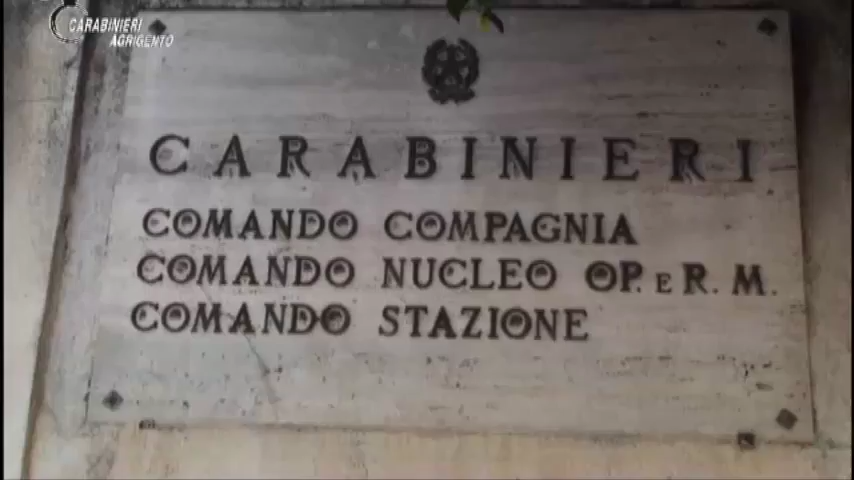 CARABINIERI
AGRIGENTO
CARABINIERI
COMANDO COMPAGNIA
COMANDO NUCLEO OP. E R. M.
COMANDO STAZIONE